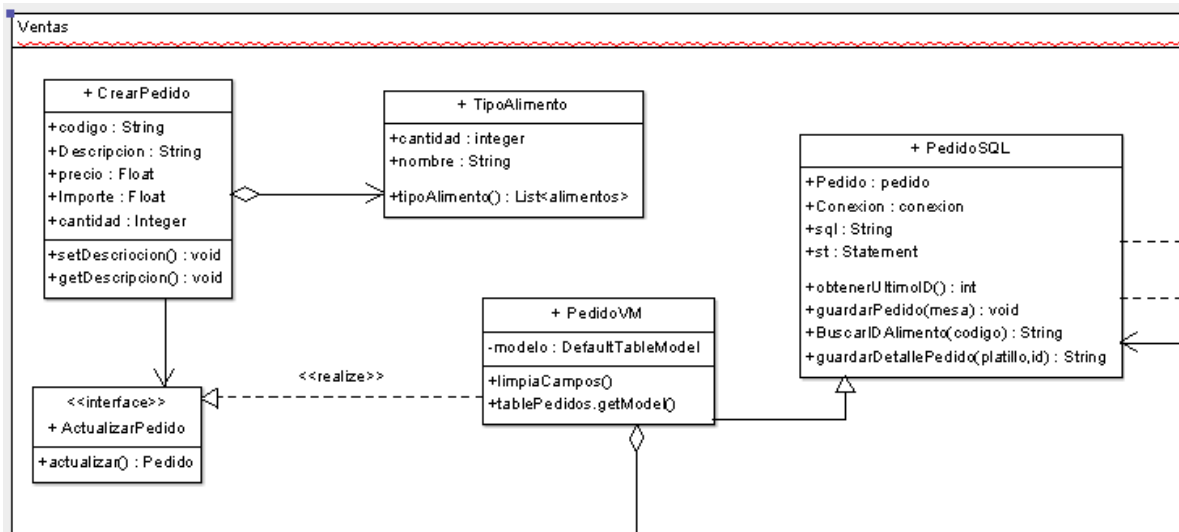 Ventas
+ CrearPedido
+codigo : String
+Descripcion : String
+precio : Float
+Importe : Float
+cantidad : Integer
+setDescriocion() : void
+getDescripcion() : void
+ TipoAlimento
+cantidad : integer
+nombre : String
+tipoAlimento() : List<alimentos>
+ PedidoSQL
+Pedido : pedido
+Conexion : conexion
+sql : String
+st : Statement
+obtenerUltimoID() : int
+guardarPedido(mesa) : void
+BuscarIDAlimento(codigo) : String
+guardarDetallePedido(platillo,id) : String
+ PedidoVM
-modelo : DefaultTableModel
+limpiaCampos()
+tablePedidos.getModel()
<<realize>>
<<interface>>
+ ActualizarPedido
+actualizar() : Pedido